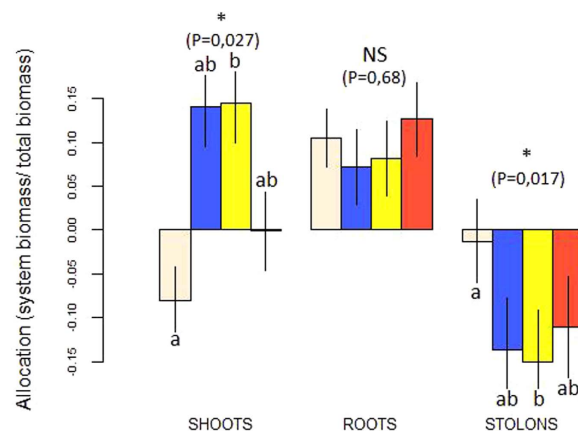 Allocation (system biomass/ total biomass)
0.15
0.10
0.05
0.00
-0.05
-0.10
-0.15
*
(P=0,027)
ab
b
a
ab
NS
(P=0,68)
*
(P=0,017)
a
ab
b
ab
SHOOTS
ROOTS
STOLONS